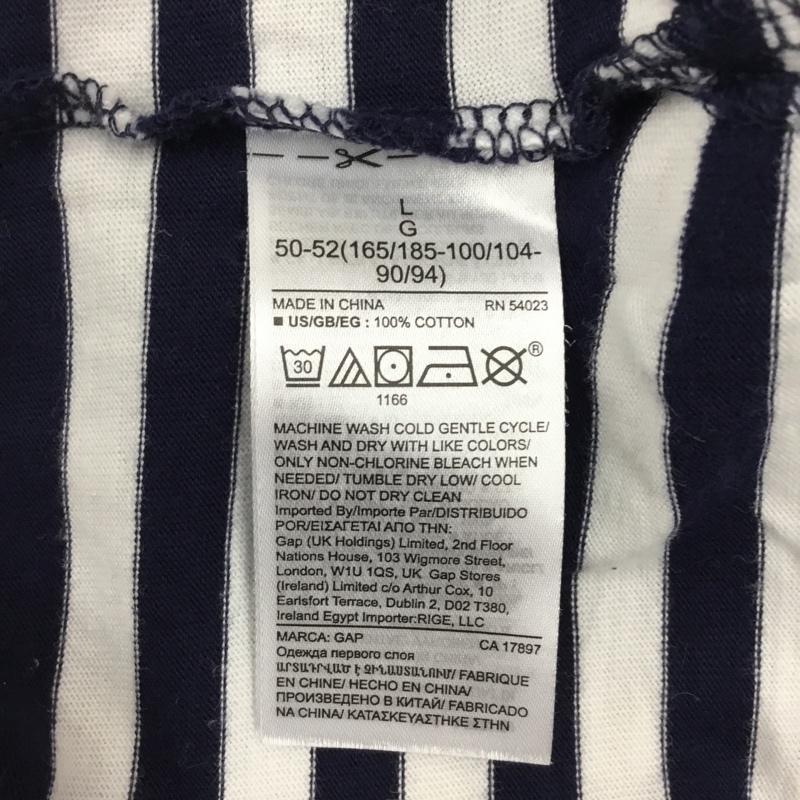 L
G
50-52(165/185-100/104-
90/94)
MADE IN CHINA RN 54023
■ US/GB/EG : 100% COTTON
30 ®
1166
MACHINE WASH COLD GENTLE CYCLE/
WASH AND DRY WITH LIKE COLORS/
ONLY NON-CHLORINE BLEACH WHEN
NEEDED/ TUMBLE DRY LOW/ COOL
IRON/ DO NOT DRY CLEAN
Imported By/Importe Par/DISTRIBUIDO
POR/ΕΙΣΑΓΕΤΑΙ ΑΠΟ ΤΗΝ:
Gap (UK Holdings) Limited, 2nd Floor
Nations House, 103 Wigmore Street,
London, W1U 1QS, UK Gap Stores
(Ireland) Limited c/o Arthur Cox, 10
Earlsfort Terrace, Dublin 2, D02 T380,
Ireland Egypt Importer:RIGE, LLC
MARCA: GAP CA 17897
Одежда первого слоя
ԱՐՏԱԴՐՎԱԾ Է ՉԻՆԱՍՏԱՆՈՒՄ/ FABRIQUE
EN CHINE/ HECHO EN CHINA/
ПРОИЗВЕДЕНО В КИТАЙ/ FABRICADO
NA CHINA/ ΚΑΤΑΣΚΕΥΑΣΤΗΚΕ ΣΤΗΝ